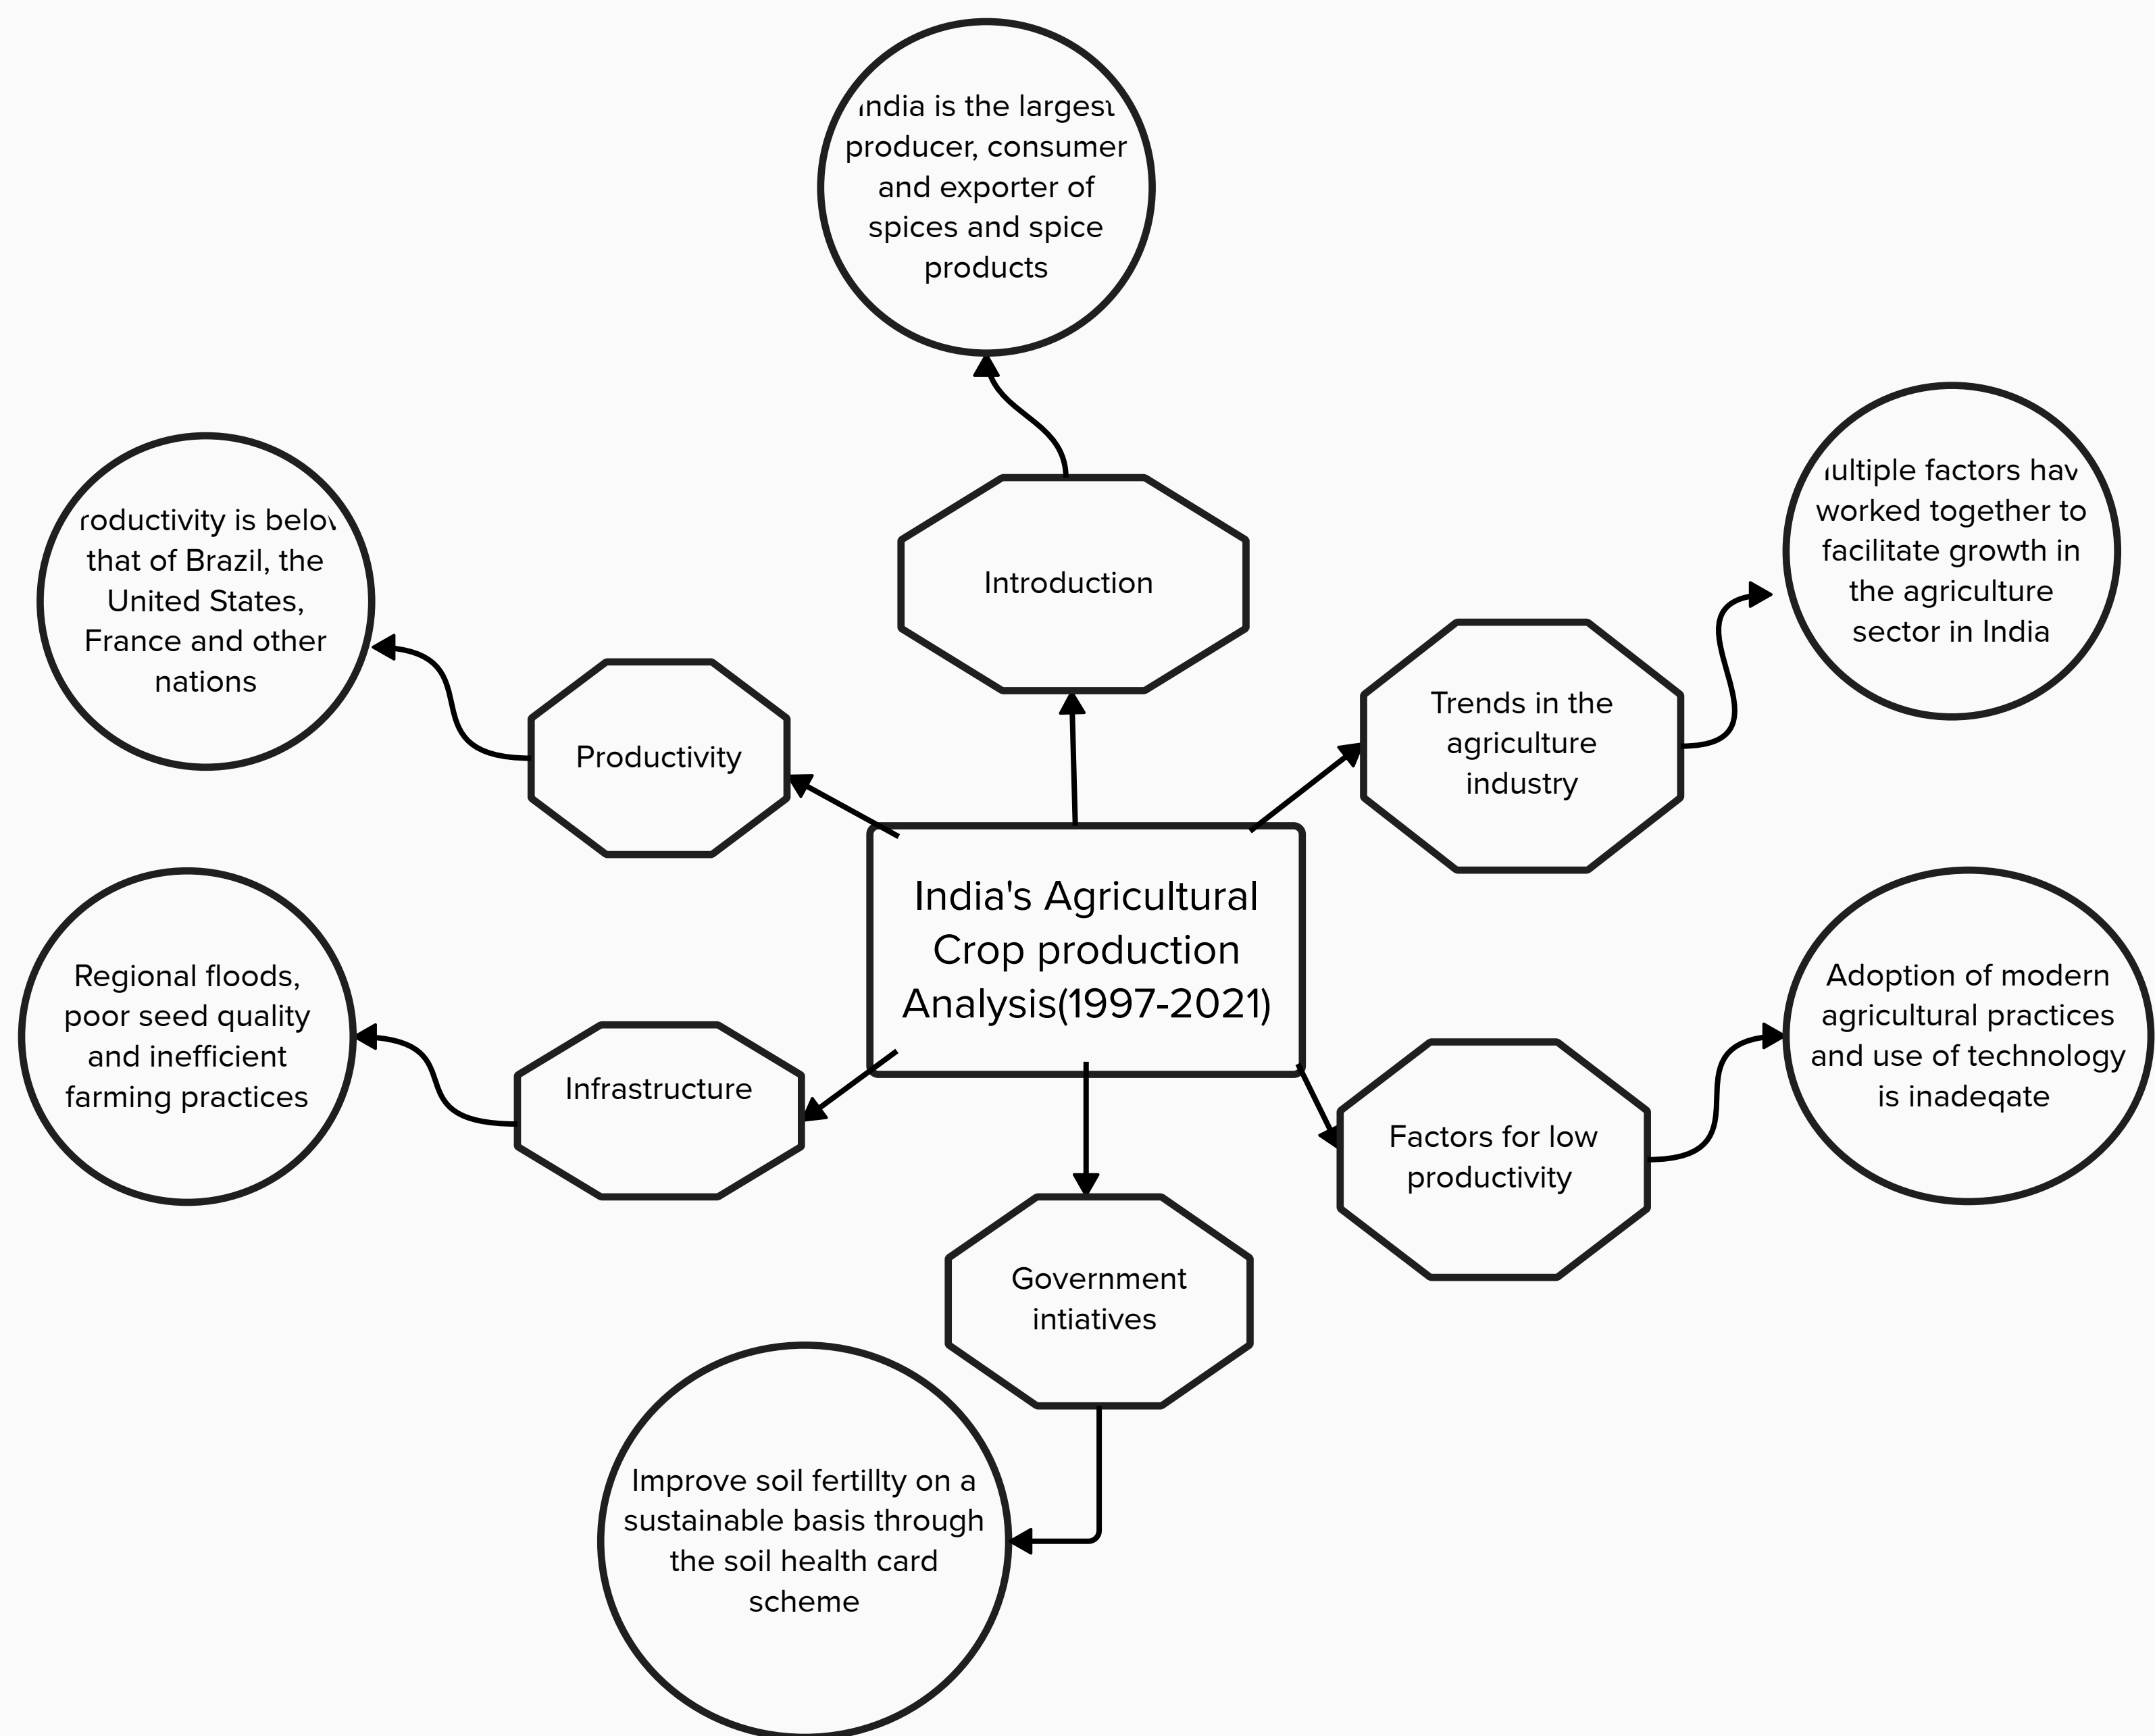 India is the largest
producer, consumer
and exporter of
spices and spice
products
Introduction
roductivity is below
that of Brazil, the
United States,
France and other
nations
Productivity
ultiple factors hav
worked together to
facilitate growth in
the agriculture
sector in India
Trends in the
agriculture
industry
India's Agricultural
Crop production
Analysis(1997-2021)
Regional floods,
poor seed quality
and inefficient
farming practices
Infrastructure
Adoption of modern
agricultural practices
and use of technology
is inadeqate
Factors for low
productivity
Government
intiatives
Improve soil fertillty on a
sustainable basis through
the soil health card
scheme